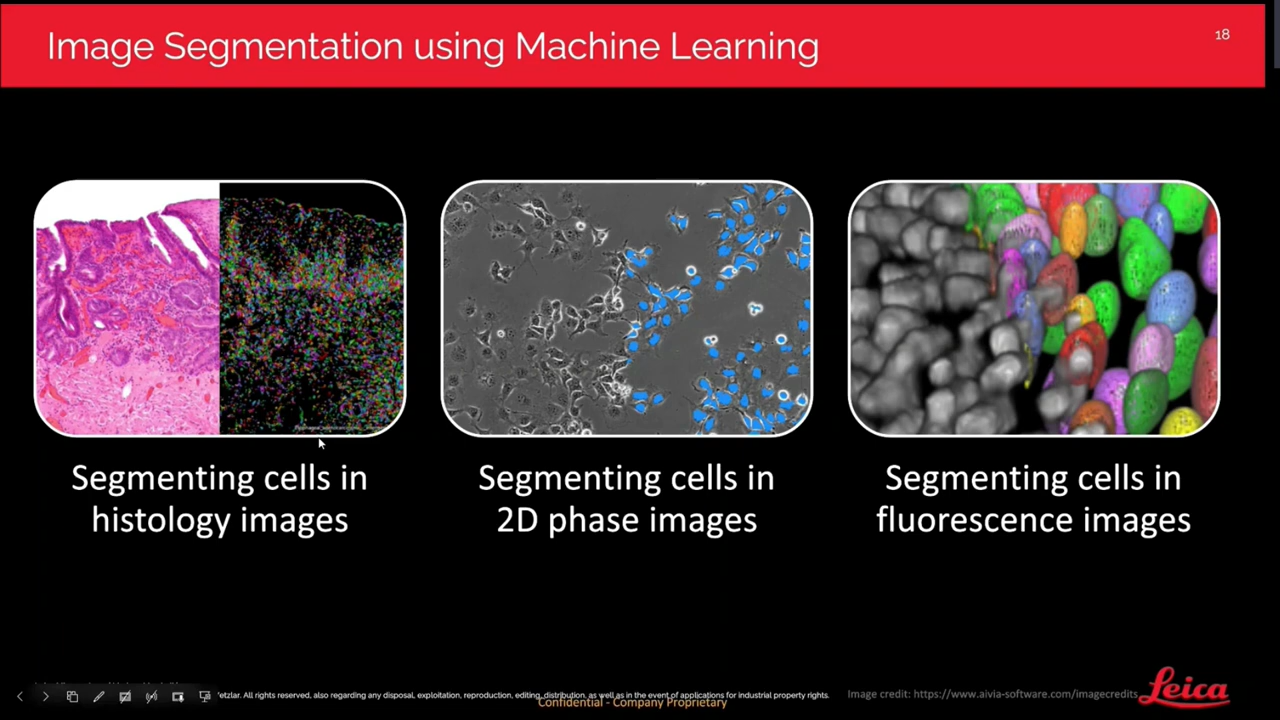 Image Segmentation using Machine Learning
18
Segmenting cells in
histology images
Segmenting cells in
2D phase images
Segmenting cells in
fluorescence images
All rights reserved, also regarding any disposal, exploitation, reproduction, editing, distribution, as well as in the event of applications for industrial property rights.
Confidential - Company Proprietary
Image credit: https://www.aivia-software.com/imagecredits
Leica